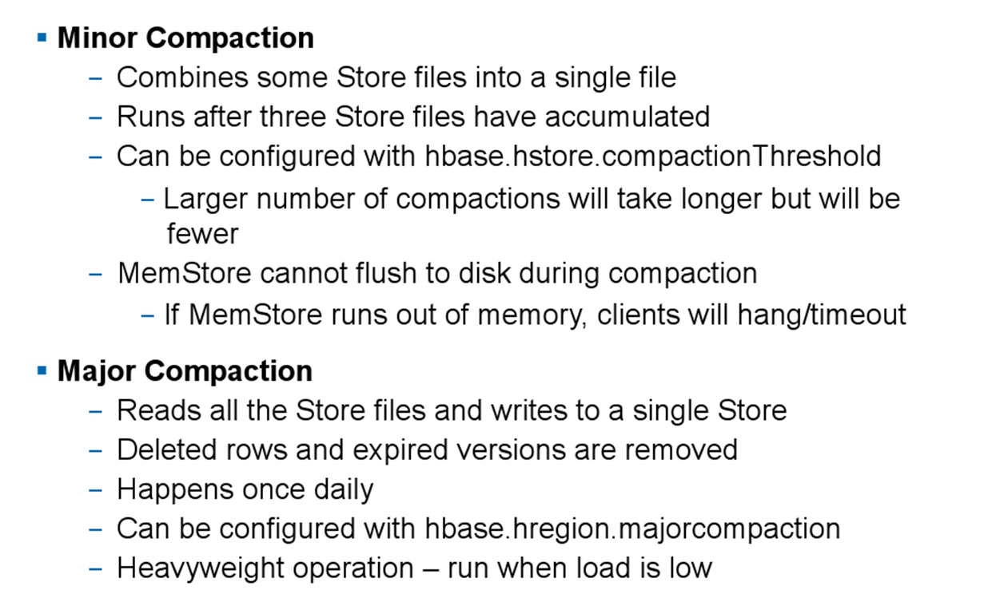 ▪ Minor Compaction
– Combines some Store files into a single file
– Runs after three Store files have accumulated
– Can be configured with hbase.hstore.compactionThreshold
– Larger number of compactions will take longer but will be
fewer
– MemStore cannot flush to disk during compaction
– If MemStore runs out of memory, clients will hang/timeout
▪ Major Compaction
– Reads all the Store files and writes to a single Store
– Deleted rows and expired versions are removed
– Happens once daily
– Can be configured with hbase.hregion.majorcompaction
– Heavyweight operation – run when load is low